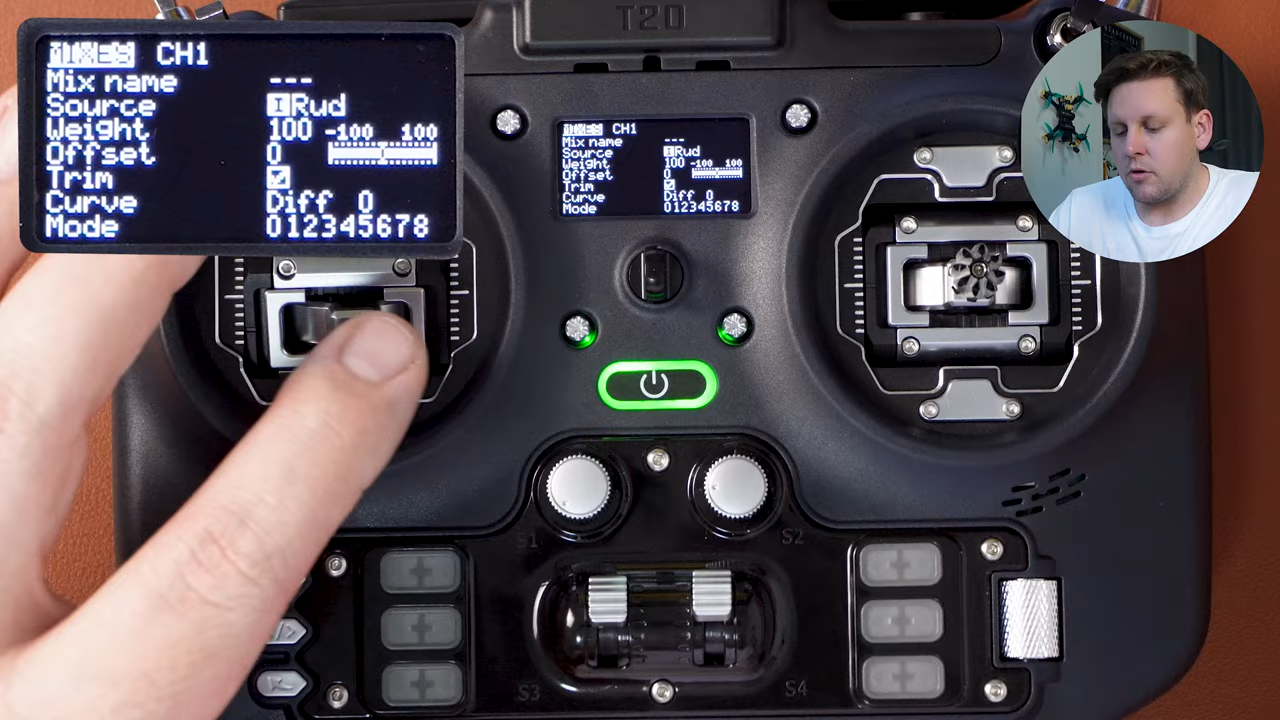 T20
MIXES CH1
Mix name ---
Source IRud
Weight 100 -100 100
Offset 0
Trim
Curve Diff 0
Mode 012345678
MIXES CH1
Mix name ---
Source IRud
Weight 100 -100 100
Offset 0
Trim
Curve Diff 0
Mode 012345678
S1
S2
S3
S4